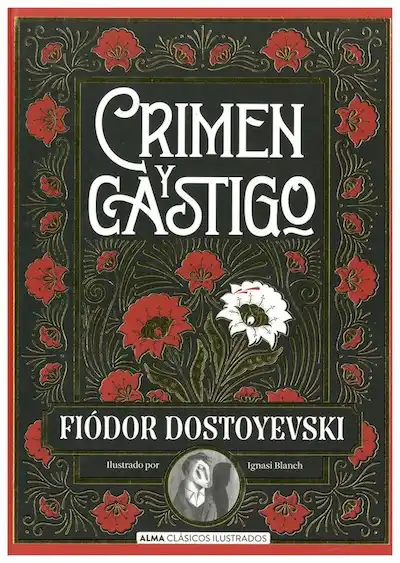 CRIMEN
Y
CASTIGO
FIÓDOR DOSTOYEVSKI
Ilustrado por Ignasi Blanch
ALMA CLÁSICOS ILUSTRADOS